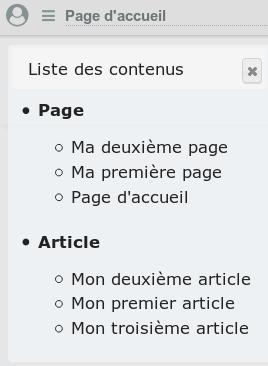 Page d'accueil
Liste des contenus
Page
Ma deuxième page
Ma première page
Page d'accueil
Article
Mon deuxième article
Mon premier article
Mon troisième article